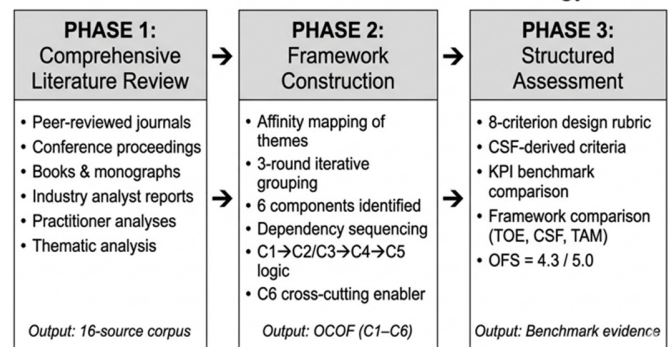 PHASE 1:
Comprehensive
Literature Review
• Peer-reviewed journals
• Conference proceedings
• Books & monographs
• Industry analyst reports
• Practitioner analyses
• Thematic analysis
Output: 16-source corpus
→
→
PHASE 2:
Framework
Construction
• Affinity mapping of
themes
• 3-round iterative
grouping
• 6 components identified
• Dependency sequencing
• C1→C2/C3→C4→C5
logic
• C6 cross-cutting enabler
Output: OCOF (C1–C6)
→
→
PHASE 3:
Structured
Assessment
• 8-criterion design rubric
• CSF-derived criteria
• KPI benchmark
comparison
• Framework comparison
(TOE, CSF, TAM)
• OFS = 4.3 / 5.0
Output: Benchmark evidence